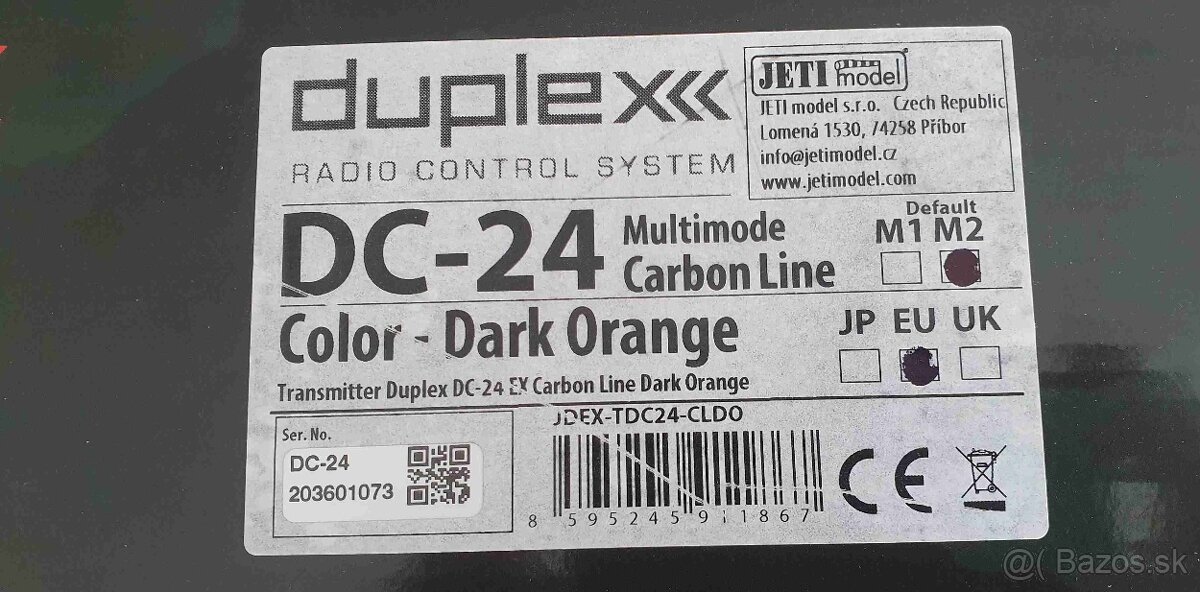 duplex
RADIO CONTROL SYSTEM
JETI model
JETI model s.r.o. Czech Republic
Lomená 1530, 74258 Příbor
info@jetimodel.cz
www.jetimodel.com
DC-24 Multimode
Carbon Line
Default
M1 M2
Color - Dark Orange
JP EU UK
Transmitter Duplex DC-24 EX Carbon Line Dark Orange
Ser. No.
DC-24
203601073
JDEX-TDC24-CLDO
8 595245 911867
CE
@( Bazos.sk